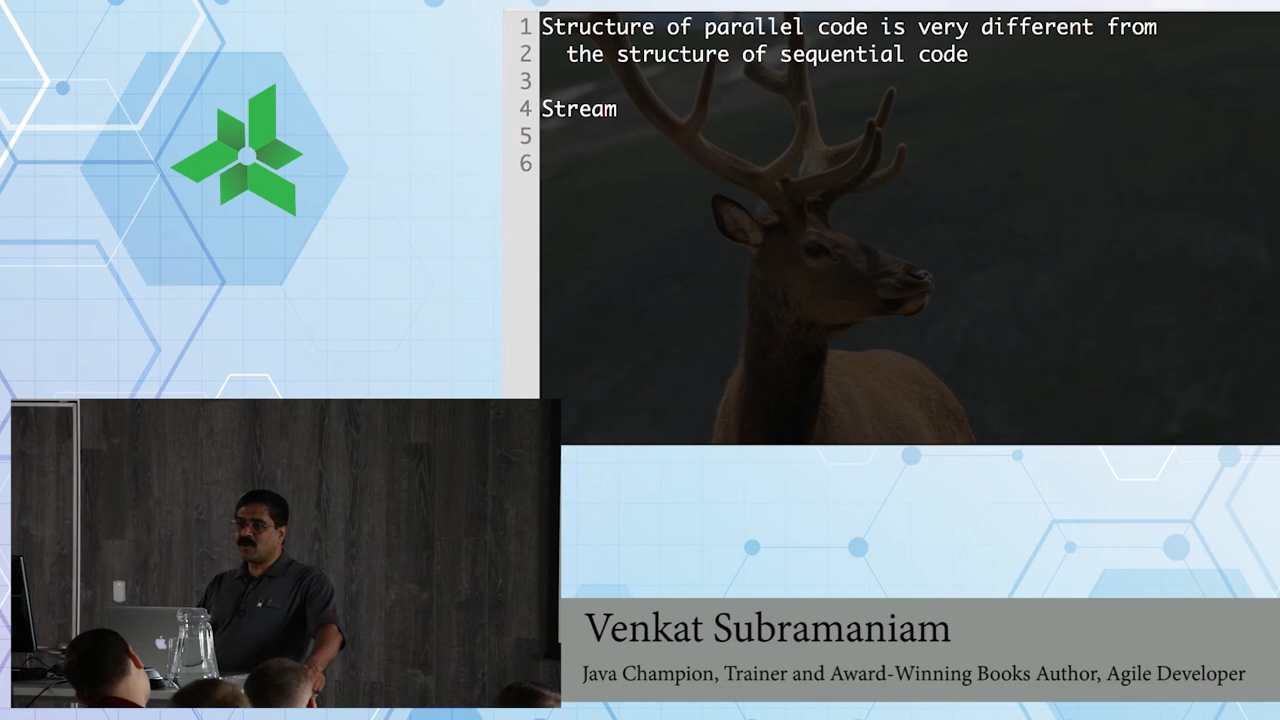 1 Structure of parallel code is very different from
2 the structure of sequential code
3
4 Stream
5
6
Venkat Subramaniam
Java Champion, Trainer and Award-Winning Books Author, Agile Developer